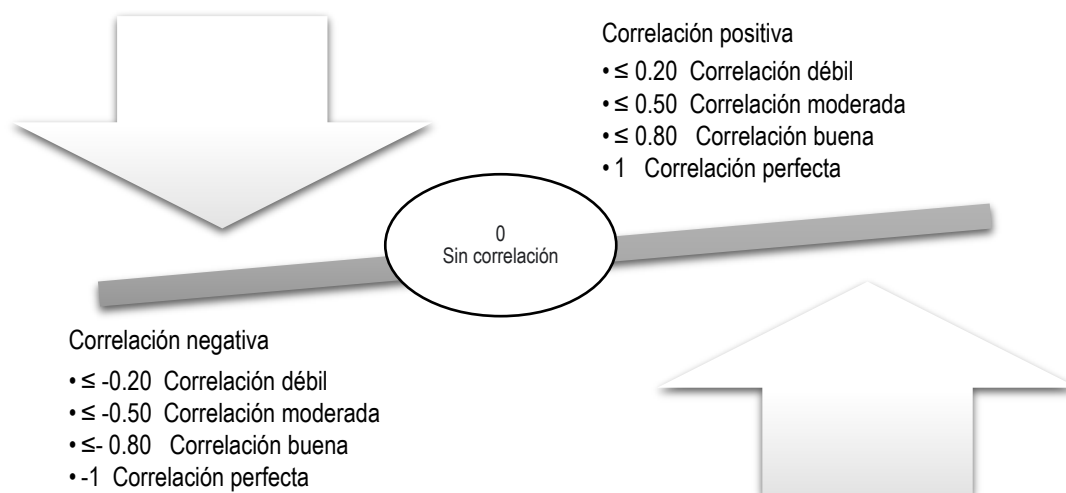 Correlación positiva
• ≤ 0.20 Correlación débil
• ≤ 0.50 Correlación moderada
• ≤ 0.80 Correlación buena
• 1 Correlación perfecta
0
Sin correlación
Correlación negativa
• ≤ -0.20 Correlación débil
• ≤ -0.50 Correlación moderada
• ≤- 0.80 Correlación buena
• -1 Correlación perfecta